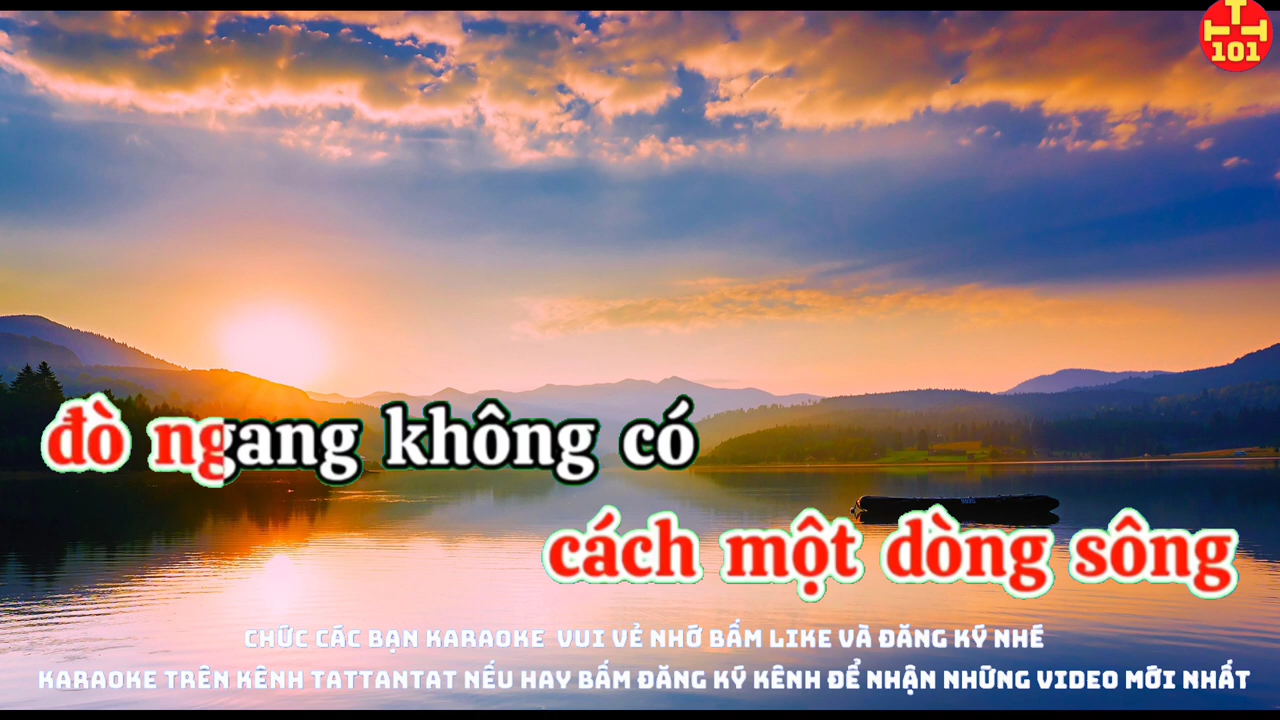 T
T T
101
đò ngang không có
cách một dòng sông
CHỨC CÁC BẠN KARAOKE VUI VẺ NHỚ BẤM LIKE VÀ ĐĂNG KÝ NHÉ
KARAOKE TRÊN KÊNH TATTANTAT NẾU HAY BẤM ĐĂNG KÝ KÊNH ĐỂ NHẬN NHỮNG VIDEO MỚI NHẤT